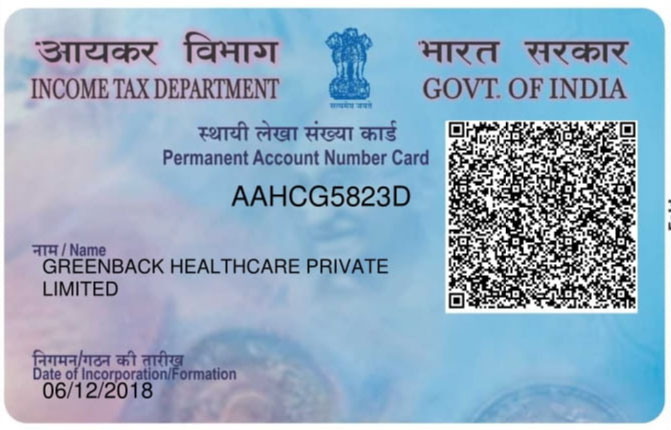 आयकर विभाग
INCOME TAX DEPARTMENT
सत्यमेव जयते
भारत सरकार
GOVT. OF INDIA
स्थायी लेखा संख्या कार्ड
Permanent Account Number Card
AAHCG5823D
नाम / Name
GREENBACK HEALTHCARE PRIVATE
LIMITED
निगमन/गठन की तारीख
Date of Incorporation/Formation
06/12/2018